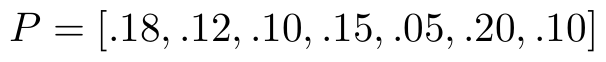 P = [.18, .12, .10, .15, .05, .20, .10]